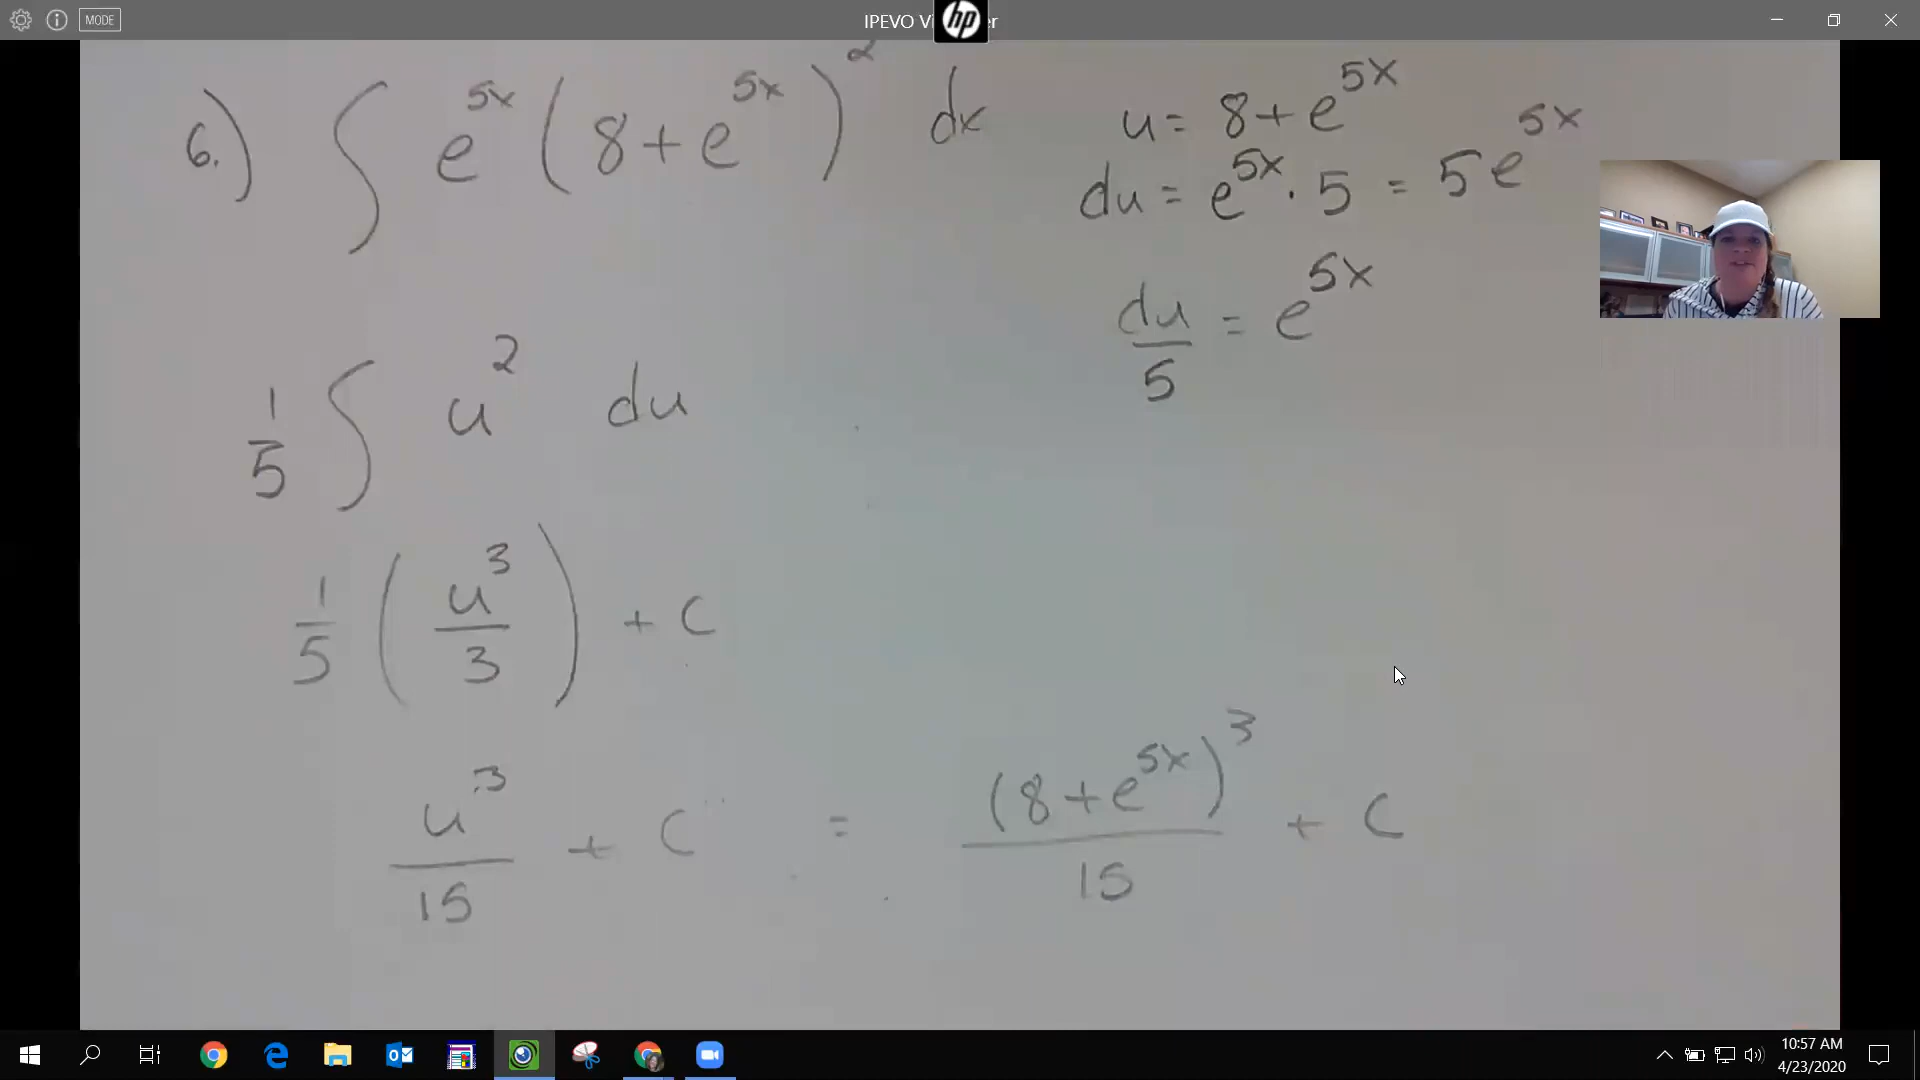 MODE
IPEVO V er
hp
6.) ∫ e^5x (8 + e^5x)^2 dx
u = 8 + e^5x
du = e^5x · 5 = 5e^5x
du/5 = e^5x
1/5 ∫ u^2 du
1/5 (u^3/3) + C
u^3/15 + C = (8 + e^5x)^3/15 + C
10:57 AM
4/23/2020